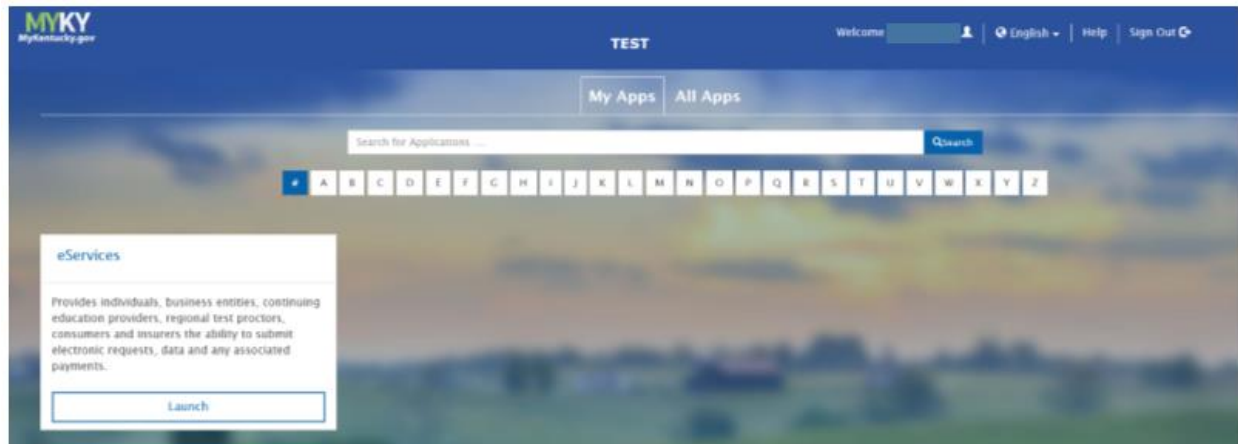 MYKY
MyKentucky.gov
TEST
Welcome
English
Help
Sign Out
My Apps
All Apps
Search for Applications ...
Search
# A B C D E F G H I J K L M N O P Q R S T U V W X Y Z
eServices
Provides individuals, business entities, continuing
education providers, regional test proctors,
consumers and insurers the ability to submit
electronic requests, data and any associated
payments.
Launch